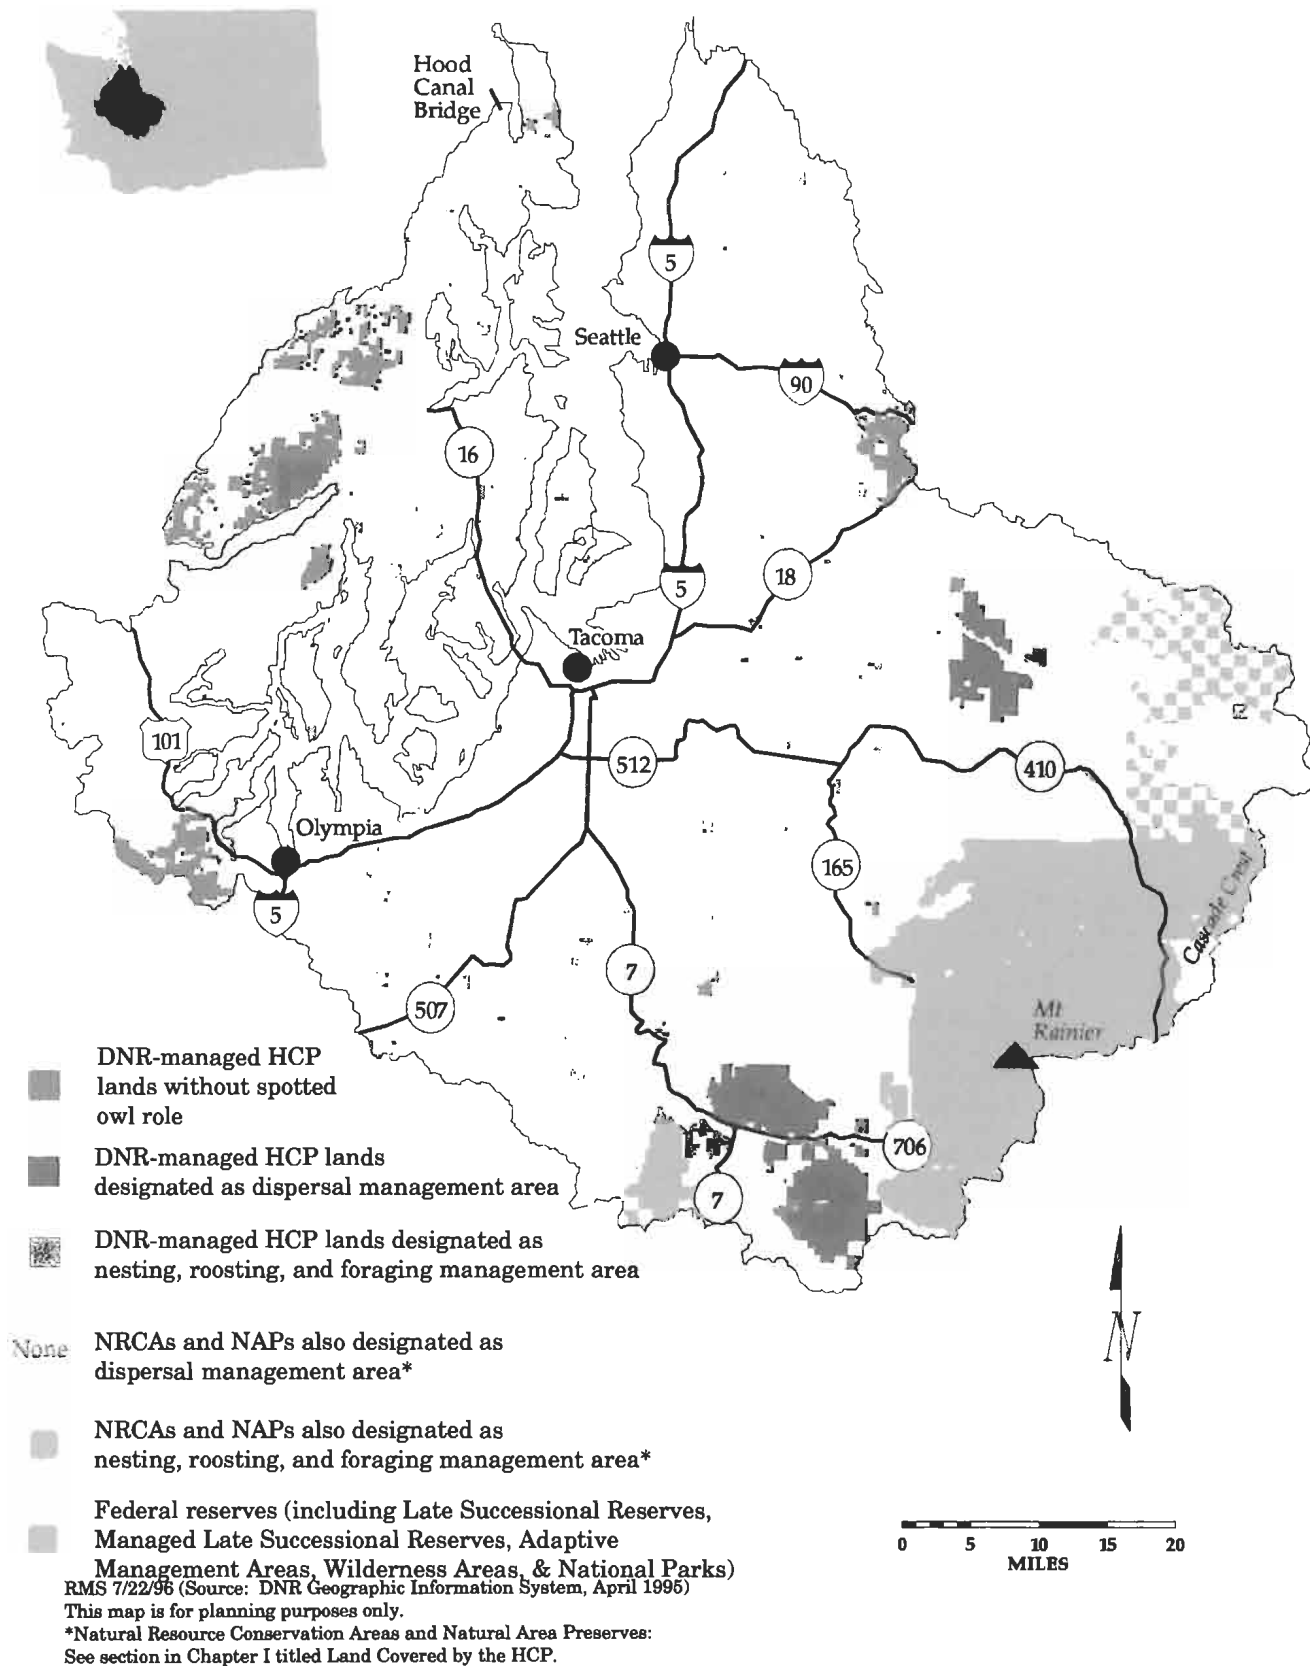 Hood
Canal
Bridge
5
Seattle
90
16
18
5
Tacoma
101
512
410
Olympia
165
5
Cascade Crest
7
507
Mt
Rainier
706
7
DNR-managed HCP
lands without spotted
owl role
DNR-managed HCP lands
designated as dispersal management area
DNR-managed HCP lands designated as
nesting, roosting, and foraging management area
None
NRCAs and NAPs also designated as
dispersal management area*
NRCAs and NAPs also designated as
nesting, roosting, and foraging management area*
Federal reserves (including Late Successional Reserves,
Managed Late Successional Reserves, Adaptive
Management Areas, Wilderness Areas, & National Parks)
N
0 5 10 15 20
MILES
RMS 7/22/96 (Source: DNR Geographic Information System, April 1995)
This map is for planning purposes only.
*Natural Resource Conservation Areas and Natural Area Preserves:
See section in Chapter I titled Land Covered by the HCP.